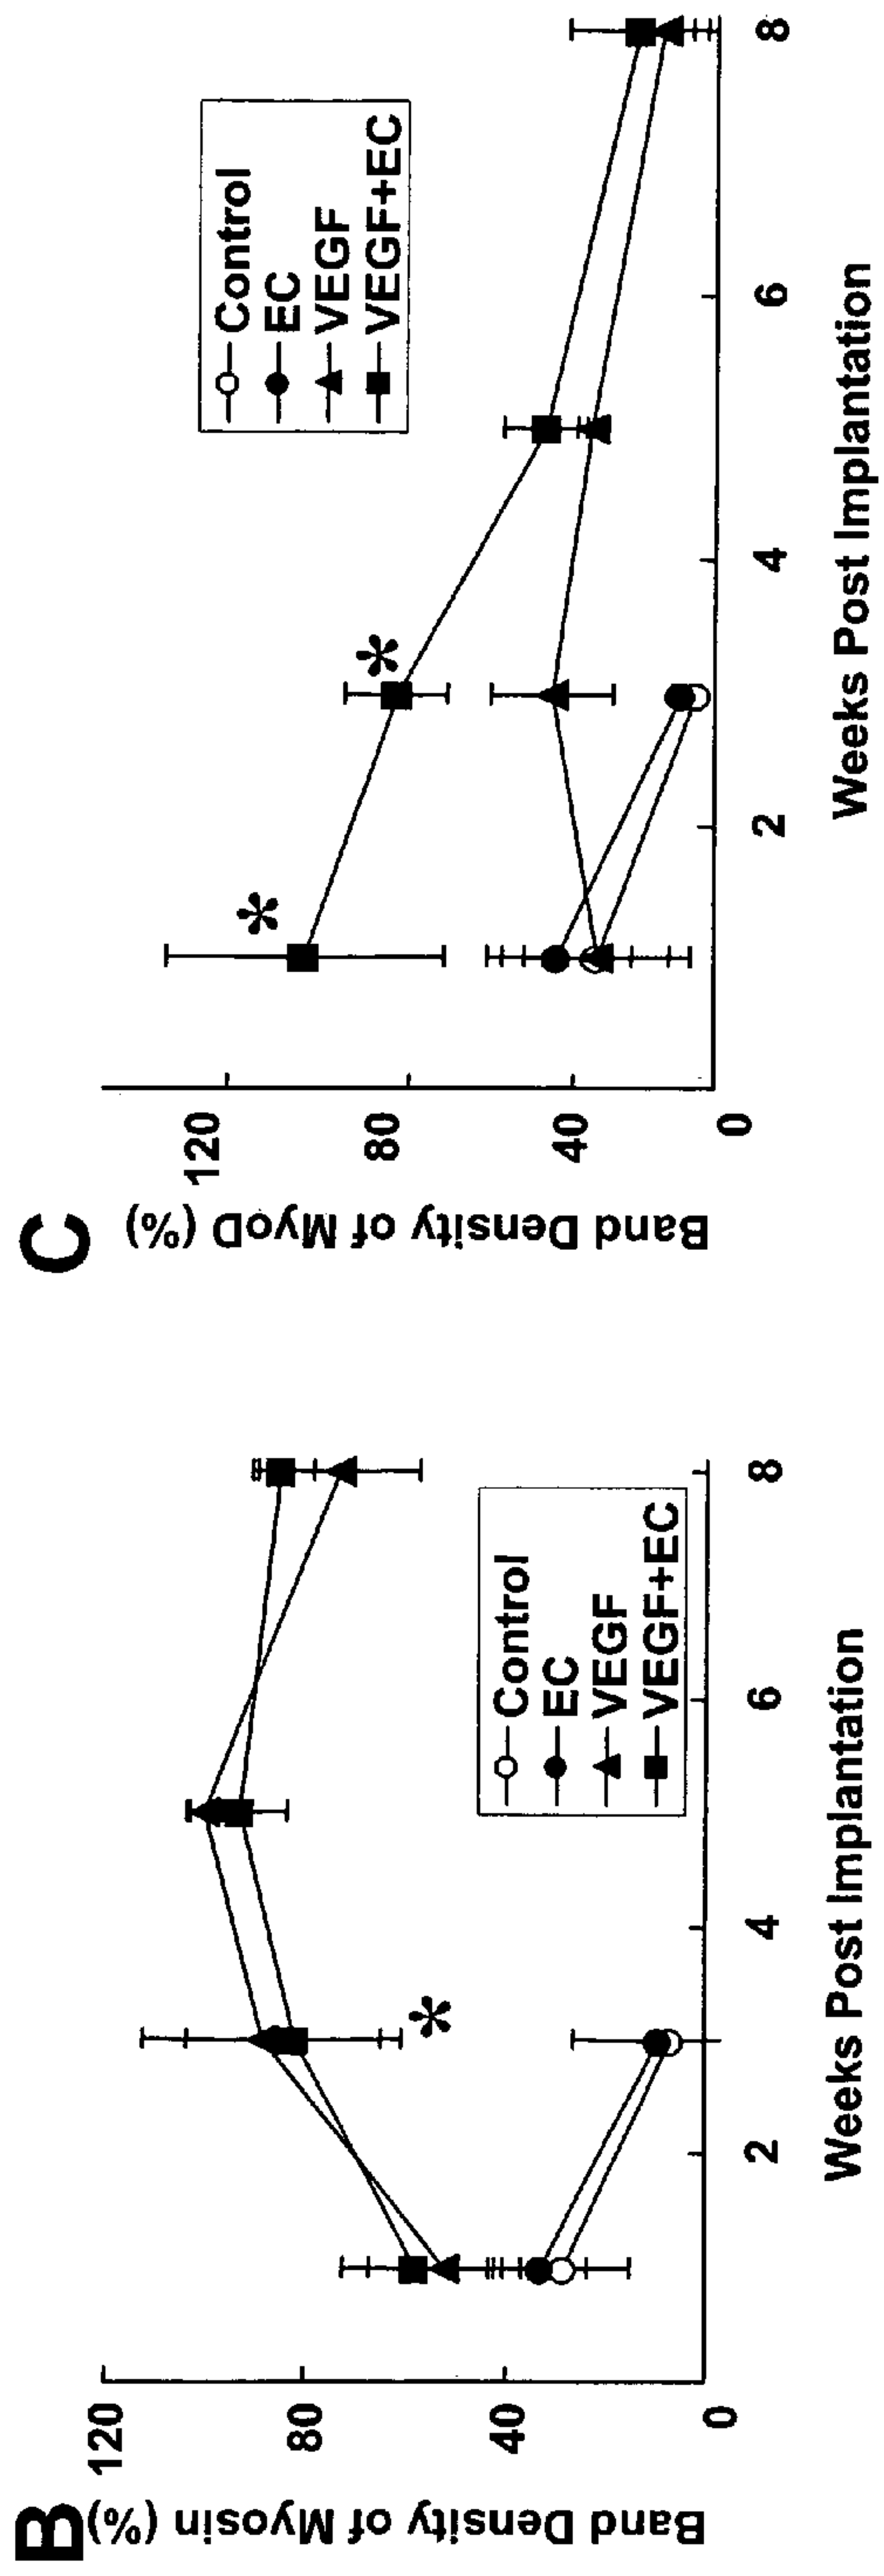 B
Band Density of Myosin (%)
120
80
40
0
2
4
6
8
Weeks Post Implantation
Control
EC
VEGF
VEGF+EC
*
C
Band Density of MyoD (%)
120
80
40
0
2
4
6
8
Weeks Post Implantation
Control
EC
VEGF
VEGF+EC
*
*